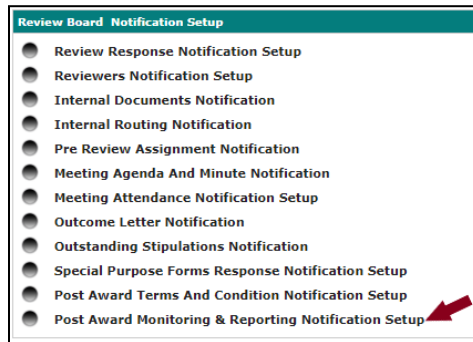 Review Board Notification Setup
Review Response Notification Setup
Reviewers Notification Setup
Internal Documents Notification
Internal Routing Notification
Pre Review Assignment Notification
Meeting Agenda And Minute Notification
Meeting Attendance Notification Setup
Outcome Letter Notification
Outstanding Stipulations Notification
Special Purpose Forms Response Notification Setup
Post Award Terms And Condition Notification Setup
Post Award Monitoring & Reporting Notification Setup